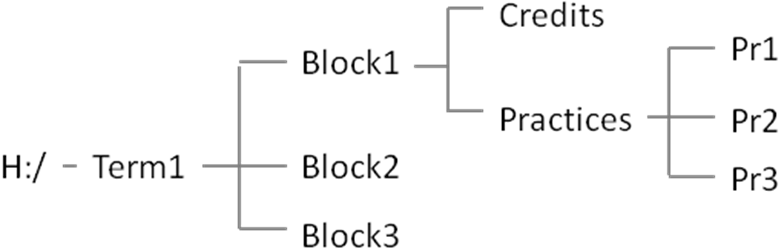 Credits
Block1
Pr1
Practices
Pr2
H:/
Term1
Block2
Pr3
Block3